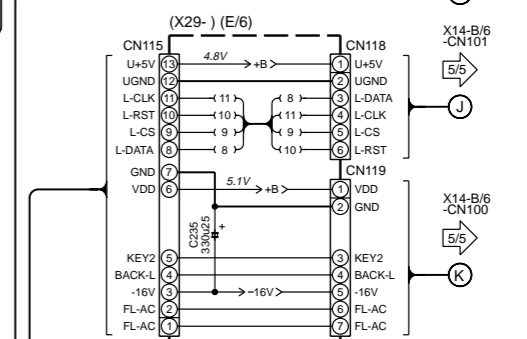 (X29- ) (E/6)
CN115
CN118
X14-B/6
-CN101
5/5
J
U+5V 13 4.8V +B 1 U+5V
UGND 12 2 UGND
L-CLK 11 11 8 3 L-DATA
L-RST 10 10 11 4 L-CLK
L-CS 9 9 9 5 L-CS
L-DATA 8 8 10 6 L-RST
GND 7
CN119
VDD 6 5.1V +B 1 VDD
2 GND
X14-B/6
-CN100
5/5
K
C235
330u25
+
KEY2 5 3 KEY2
BACK-L 4 4 BACK-L
-16V 3 -16V 5 -16V
FL-AC 2 6 FL-AC
FL-AC 1 7 FL-AC